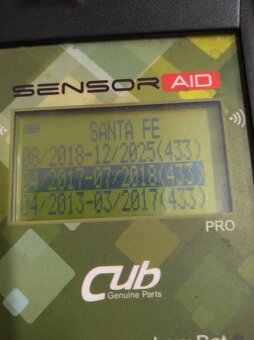 SENSOR AID
SANTA FE
08/2018-12/2025(433)
04/2017-07/2018(433)
04/2013-03/2017(433)
PRO
Cub
Genuine Parts